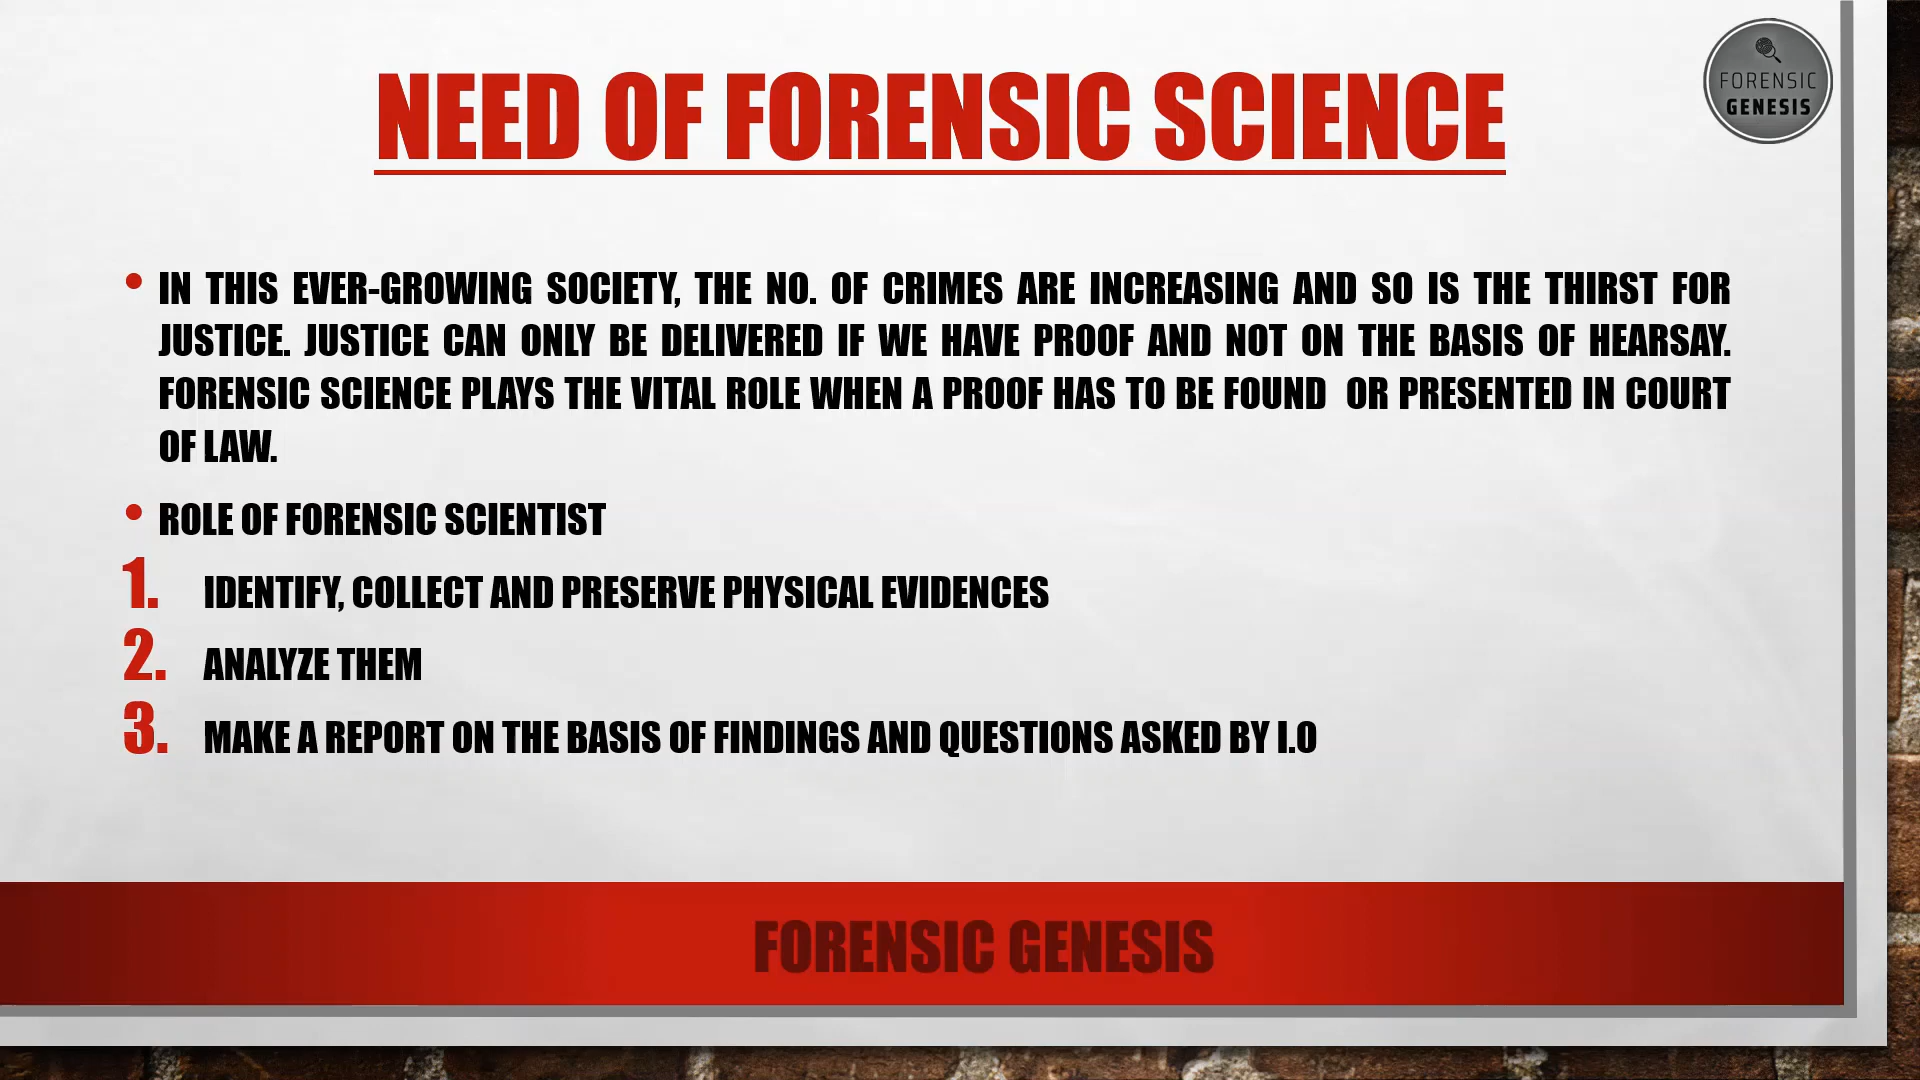 NEED OF FORENSIC SCIENCE
FORENSIC
GENESIS
• IN THIS EVER-GROWING SOCIETY, THE NO. OF CRIMES ARE INCREASING AND SO IS THE THIRST FOR
JUSTICE. JUSTICE CAN ONLY BE DELIVERED IF WE HAVE PROOF AND NOT ON THE BASIS OF HEARSAY.
FORENSIC SCIENCE PLAYS THE VITAL ROLE WHEN A PROOF HAS TO BE FOUND OR PRESENTED IN COURT
OF LAW.
• ROLE OF FORENSIC SCIENTIST
1. IDENTIFY, COLLECT AND PRESERVE PHYSICAL EVIDENCES
2. ANALYZE THEM
3. MAKE A REPORT ON THE BASIS OF FINDINGS AND QUESTIONS ASKED BY I.O
FORENSIC GENESIS